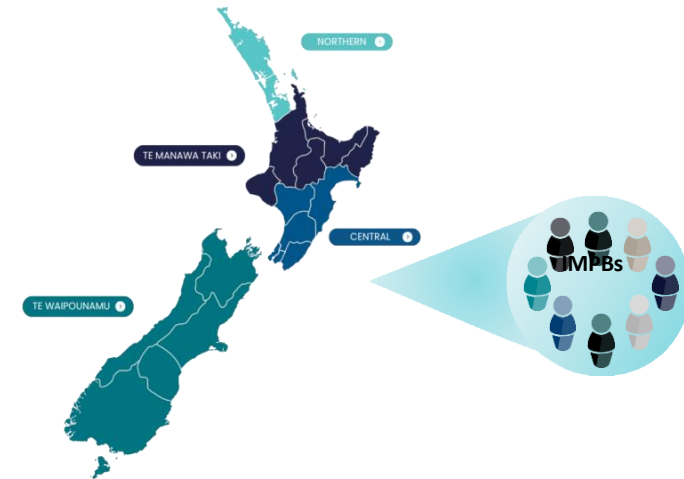 NORTHERN
TE MANAWA TAKI
CENTRAL
IMPBs
TE WAIPOUNAMU